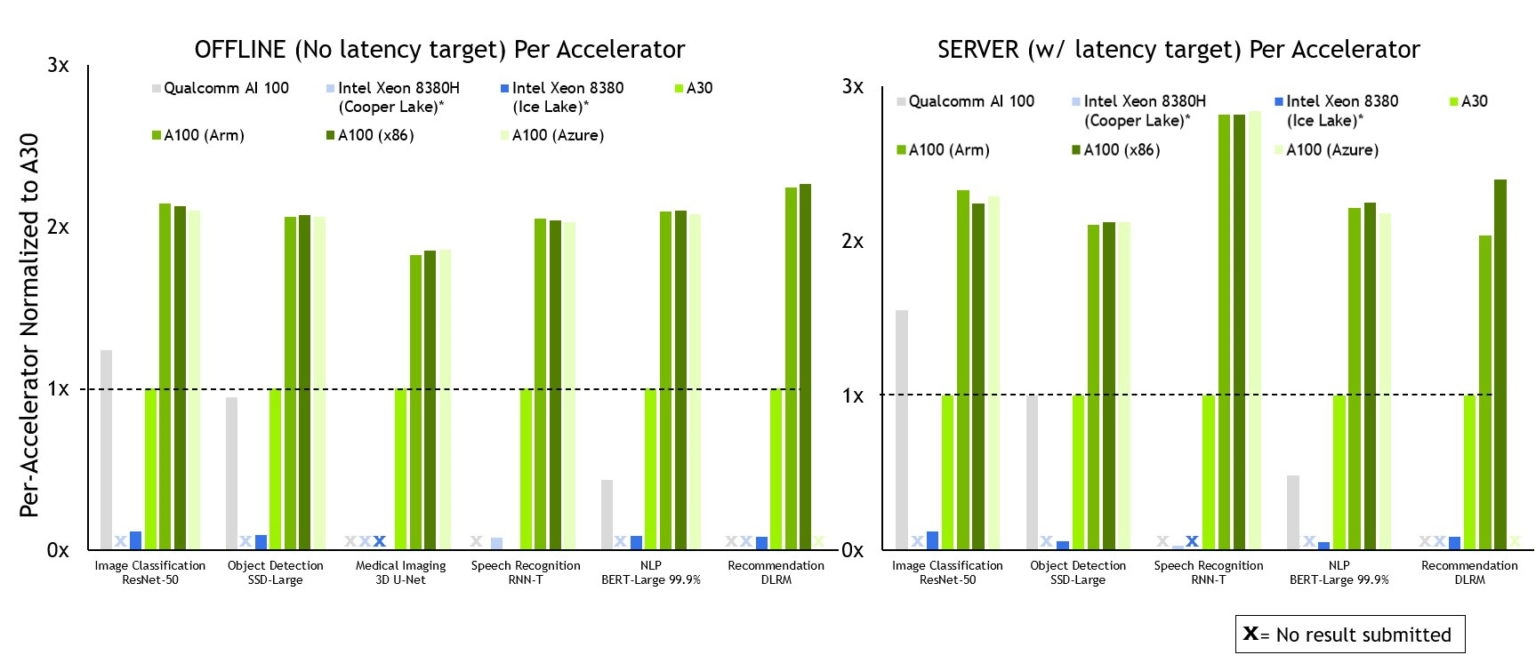 OFFLINE (No latency target) Per Accelerator
Per-Accelerator Normalized to A30
3x
2x
1x
0x
Qualcomm AI 100
Intel Xeon 8380H
(Cooper Lake)*
Intel Xeon 8380
(Ice Lake)*
A30
A100 (Arm)
A100 (x86)
A100 (Azure)
X
X
X
X
X
X
X
X
X
X
Image Classification
ResNet-50
Object Detection
SSD-Large
Medical Imaging
3D U-Net
Speech Recognition
RNN-T
NLP
BERT-Large 99.9%
Recommendation
DLRM
SERVER (w/ latency target) Per Accelerator
3x
2x
1x
0x
Qualcomm AI 100
Intel Xeon 8380H
(Cooper Lake)*
Intel Xeon 8380
(Ice Lake)*
A30
A100 (Arm)
A100 (x86)
A100 (Azure)
X
X
X
X
X
X
X
X
Image Classification
ResNet-50
Object Detection
SSD-Large
Speech Recognition
RNN-T
NLP
BERT-Large 99.9%
Recommendation
DLRM
X = No result submitted